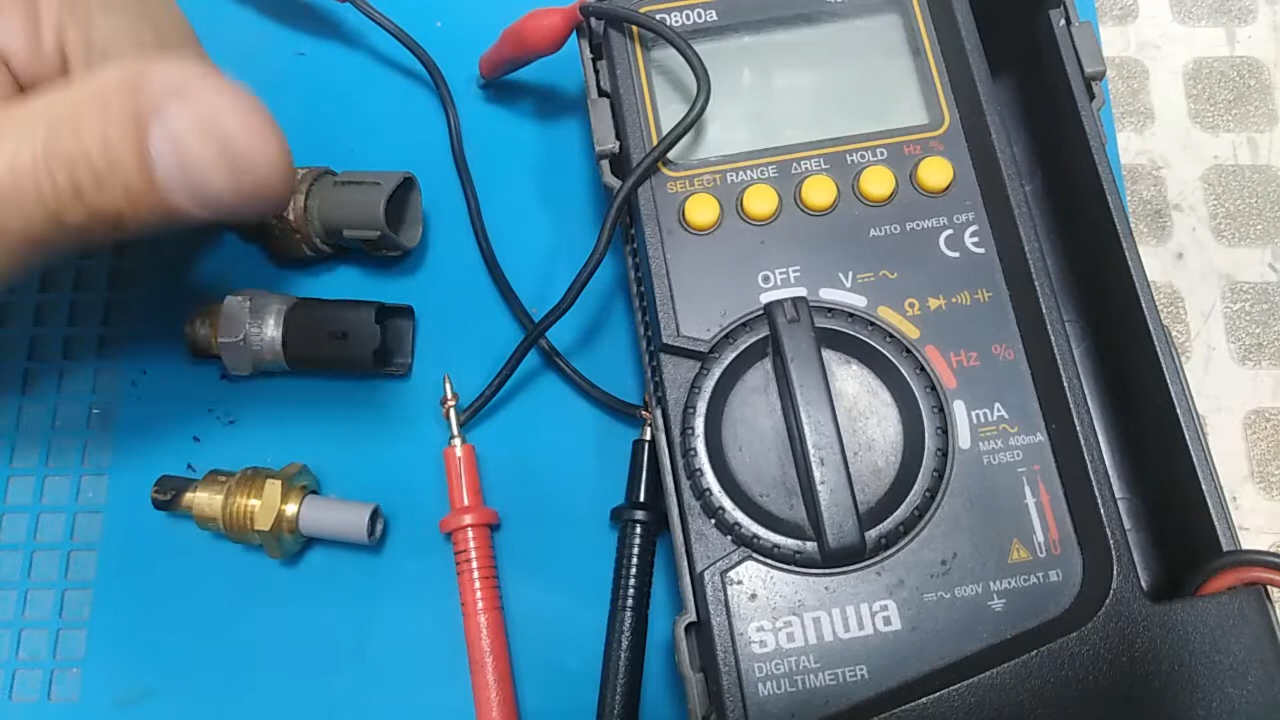 D800a
SELECT RANGE ΔREL HOLD Hz %
AUTO POWER OFF
CE
OFF V Ω
Hz %
mA
MAX 400mA
FUSED
600V MAX(CAT.III)
sanwa
DIGITAL
MULTIMETER